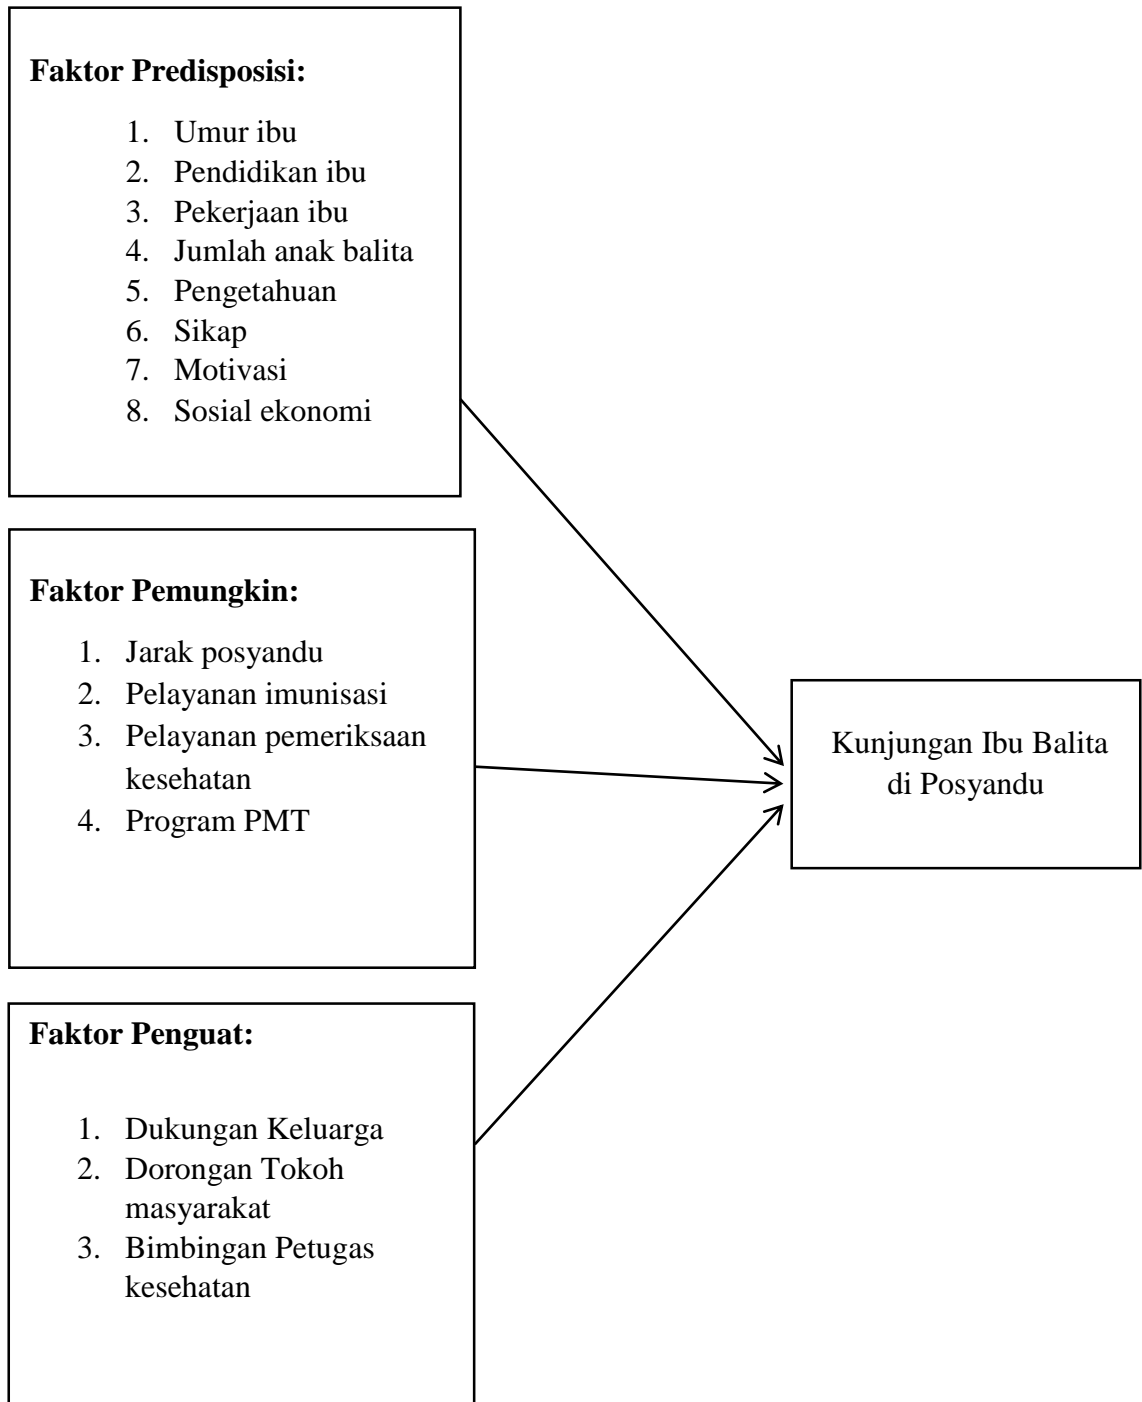 Faktor Predisposisi:
1. Umur ibu
2. Pendidikan ibu
3. Pekerjaan ibu
4. Jumlah anak balita
5. Pengetahuan
6. Sikap
7. Motivasi
8. Sosial ekonomi
Faktor Pemungkin:
1. Jarak posyandu
2. Pelayanan imunisasi
3. Pelayanan pemeriksaan
kesehatan
4. Program PMT
Faktor Penguat:
1. Dukungan Keluarga
2. Dorongan Tokoh
masyarakat
3. Bimbingan Petugas
kesehatan
Kunjungan Ibu Balita
di Posyandu